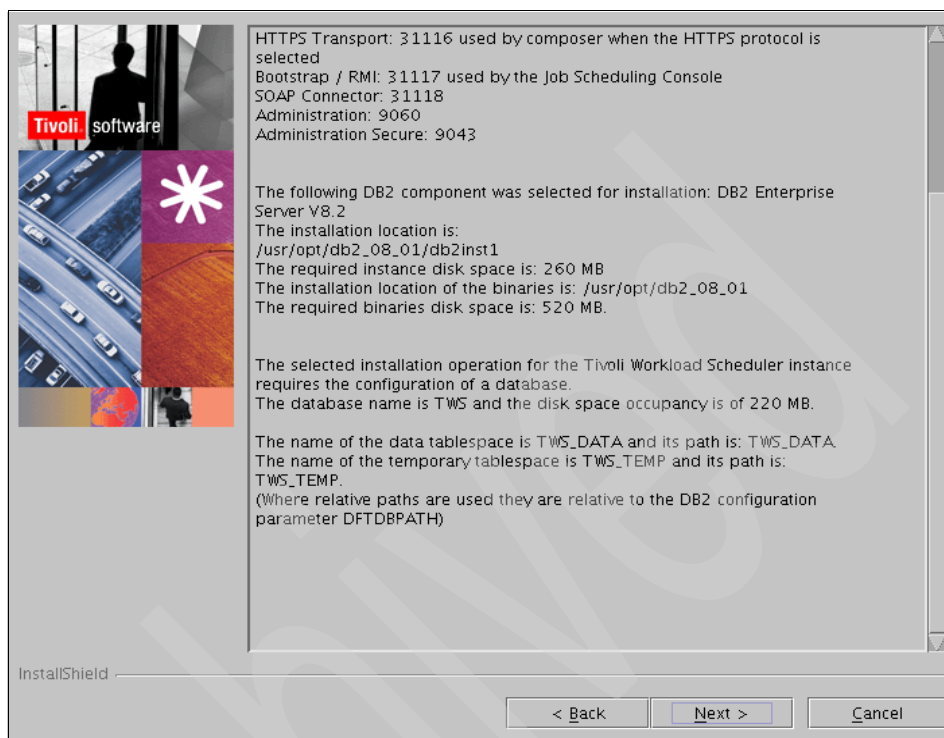 HTTPS Transport: 31116 used by composer when the HTTPS protocol is
selected
Bootstrap / RMI: 31117 used by the Job Scheduling Console
SOAP Connector: 31118
Administration: 9060
Administration Secure: 9043
Tivoli. software
The following DB2 component was selected for installation: DB2 Enterprise
Server V8.2
The installation location is:
/usr/opt/db2_08_01/db2inst1
The required instance disk space is: 260 MB
The installation location of the binaries is: /usr/opt/db2_08_01
The required binaries disk space is: 520 MB.
The selected installation operation for the Tivoli Workload Scheduler instance
requires the configuration of a database.
The database name is TWS and the disk space occupancy is of 220 MB.
The name of the data tablespace is TWS_DATA and its path is: TWS_DATA.
The name of the temporary tablespace is TWS_TEMP and its path is:
TWS_TEMP.
(Where relative paths are used they are relative to the DB2 configuration
parameter DFTDBPATH)
InstallShield
< Back
Next >
Cancel
hived